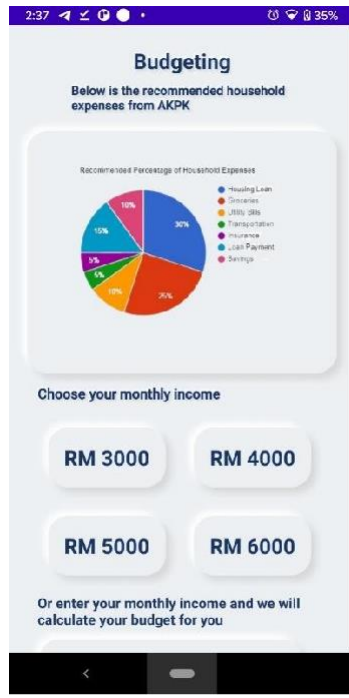 2:37
35%
Budgeting
Below is the recommended household
expenses from AKPK
Recommended Percentage of Household Expenses
Housing Loan
Groceries
Utility Bills
Transportation
Insurance
Loan Payment
Savings
30%
25%
10%
5%
5%
15%
10%
Choose your monthly income
RM 3000
RM 4000
RM 5000
RM 6000
Or enter your monthly income and we will
calculate your budget for you